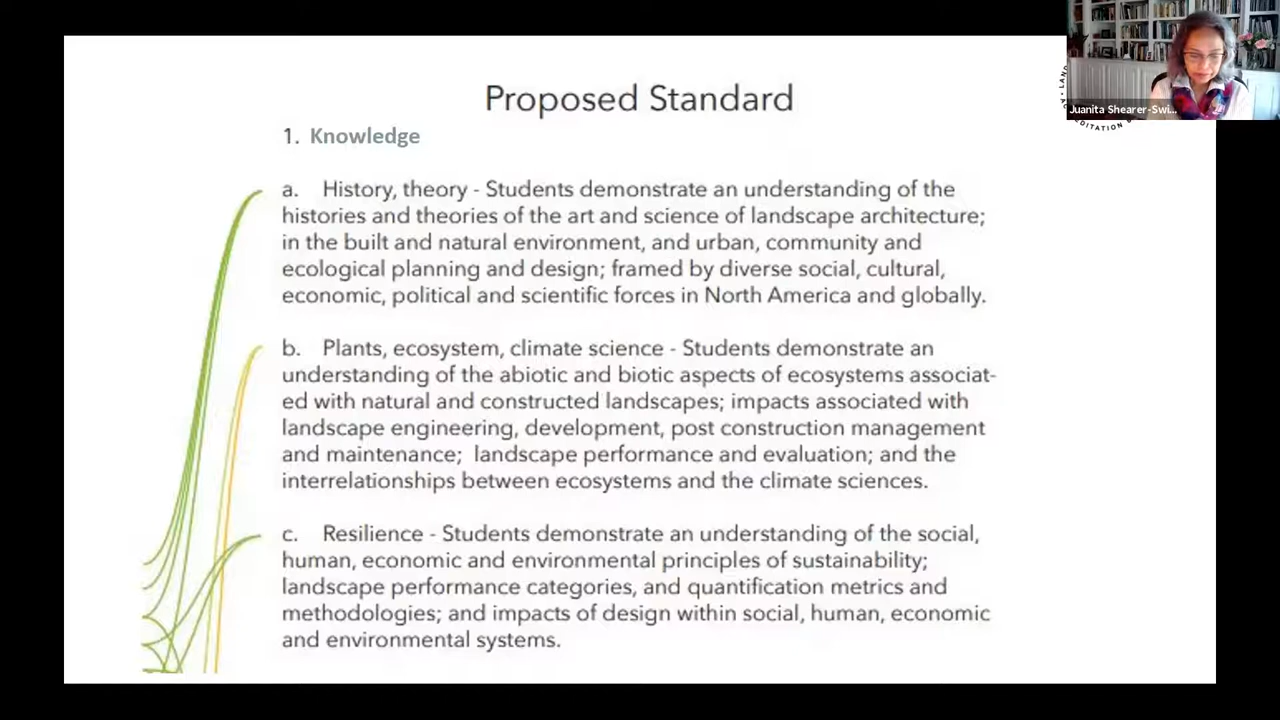 Proposed Standard
1. Knowledge
a. History, theory - Students demonstrate an understanding of the
histories and theories of the art and science of landscape architecture;
in the built and natural environment, and urban, community and
ecological planning and design; framed by diverse social, cultural,
economic, political and scientific forces in North America and globally.
b. Plants, ecosystem, climate science - Students demonstrate an
understanding of the abiotic and biotic aspects of ecosystems associat-
ed with natural and constructed landscapes; impacts associated with
landscape engineering, development, post construction management
and maintenance; landscape performance and evaluation; and the
interrelationships between ecosystems and the climate sciences.
c. Resilience - Students demonstrate an understanding of the social,
human, economic and environmental principles of sustainability;
landscape performance categories, and quantification metrics and
methodologies; and impacts of design within social, human, economic
and environmental systems.
Juanita Shearer-Swi...